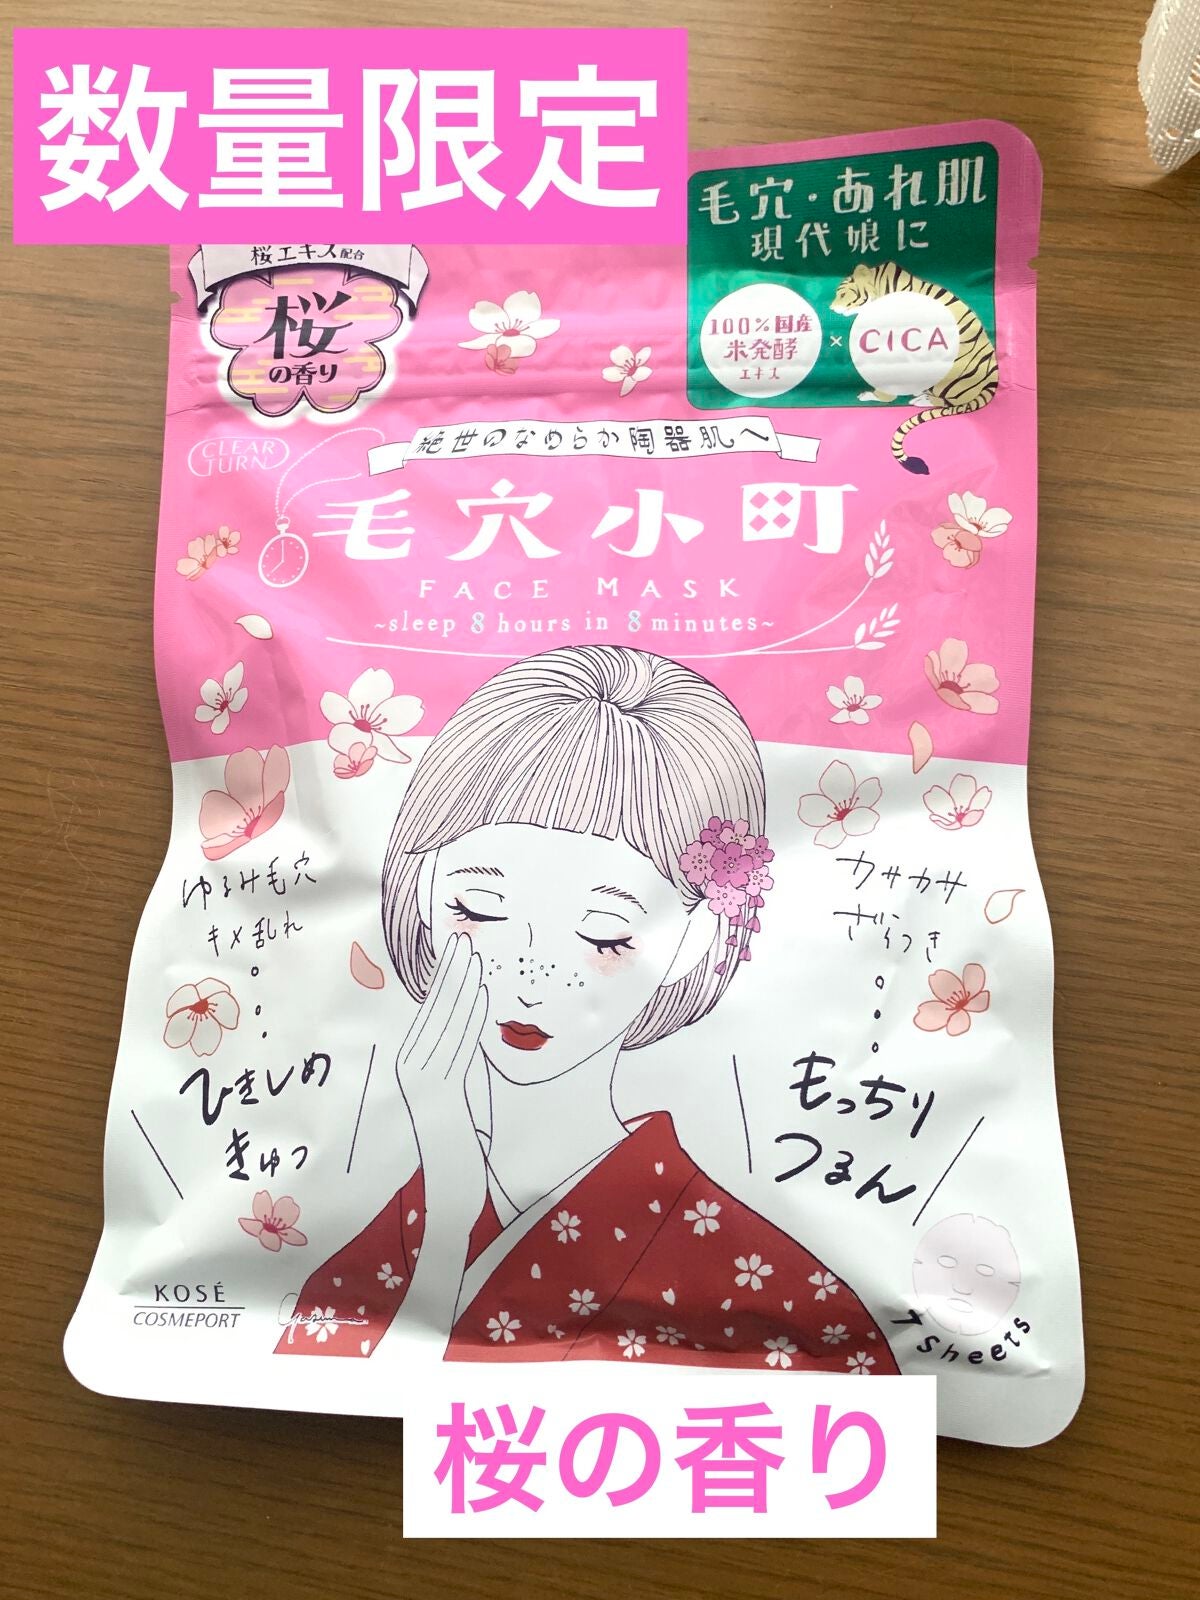 数量限定
桜エキス配合
桜
の香り
毛穴・あれ肌
現代娘に
100%国産
米発酵
エキス
×
CICA
CICA
CLEAR
TURN
絶世のなめらか陶器肌へ
毛穴小町
FACE MASK
~sleep 8 hours in 8 minutes~
ゆるみ毛穴
キメ乱れ
ひきしめ
きゅっ
カサカサ
ざらつき
もっちり
つるん
KOSÉ
COSMEPORT
7 sheets
桜の香り